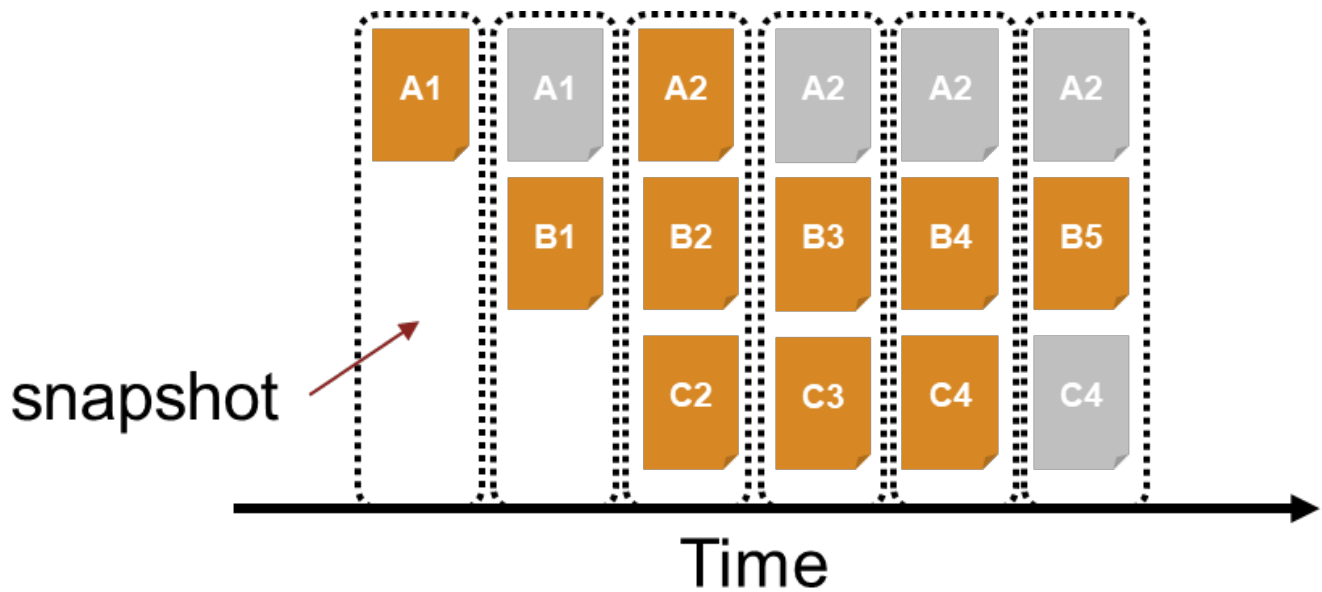 A1 A1 A2 A2 A2 A2
B1 B2 B3 B4 B5
C2 C3 C4 C4
snapshot
Time